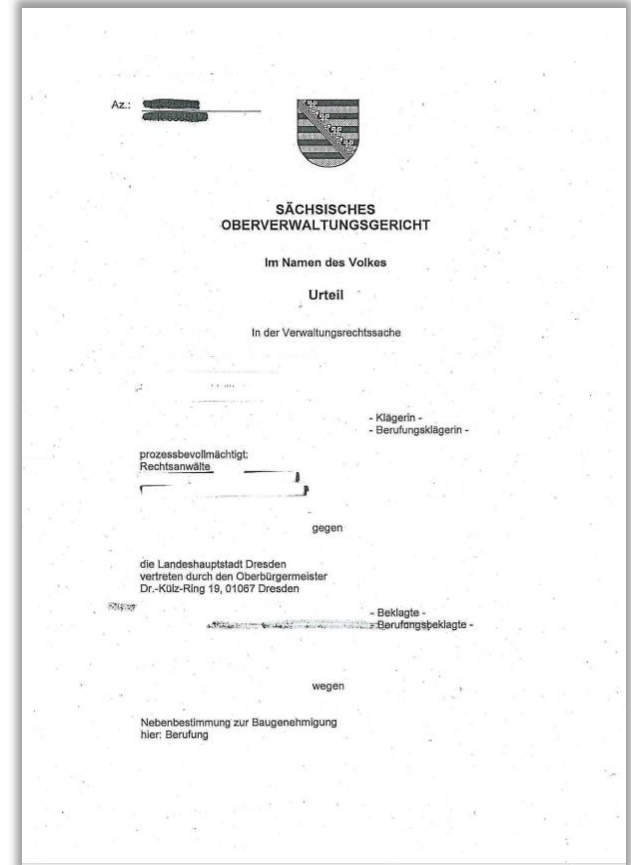 Az.:
SÄCHSISCHES
OBERVERWALTUNGSGERICHT
Im Namen des Volkes
Urteil
In der Verwaltungsrechtssache
- Klägerin -
- Berufungsklägerin -
prozessbevollmächtigt:
Rechtsanwälte
gegen
die Landeshauptstadt Dresden
vertreten durch den Oberbürgermeister
Dr.-Külz-Ring 19, 01067 Dresden
- Beklagte -
- Berufungsbeklagte -
wegen
Nebenbestimmung zur Baugenehmigung
hier: Berufung